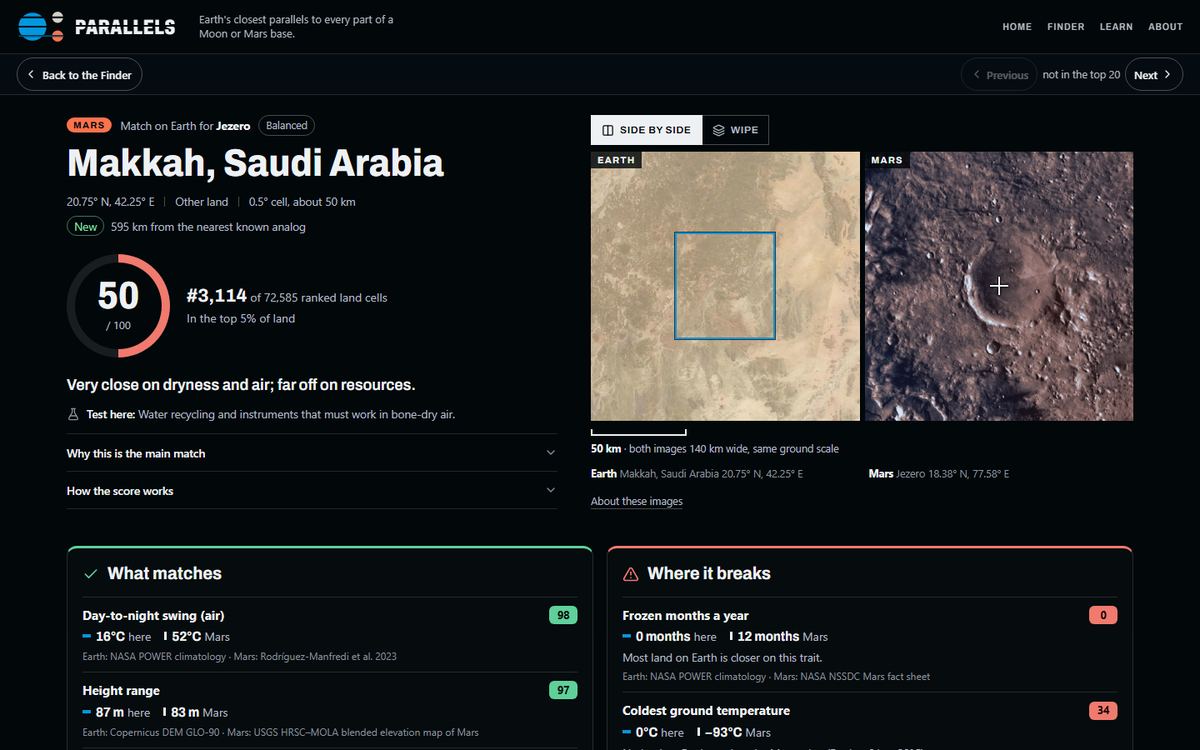 PARALLELS
Earth's closest parallels to every part of a
Moon or Mars base.
HOME FINDER LEARN ABOUT
Back to the Finder
Previous not in the top 20 Next
MARS Match on Earth for Jezero Balanced
Makkah, Saudi Arabia
20.75° N, 42.25° E | Other land | 0.5° cell, about 50 km
New 595 km from the nearest known analog
50
/ 100
#3,114 of 72,585 ranked land cells
In the top 5% of land
Very close on dryness and air; far off on resources.
Test here: Water recycling and instruments that must work in bone-dry air.
Why this is the main match
How the score works
SIDE BY SIDE WIPE
EARTH MARS
50 km · both images 140 km wide, same ground scale
Earth Makkah, Saudi Arabia 20.75° N, 42.25° E Mars Jezero 18.38° N, 77.58° E
About these images
What matches
Day-to-night swing (air) 98
16°C here 52°C Mars
Earth: NASA POWER climatology · Mars: Rodríguez-Manfredi et al. 2023
Height range 97
87 m here 83 m Mars
Earth: Copernicus DEM GLO-90 · Mars: USGS HRSC–MOLA blended elevation map of Mars
Where it breaks
Frozen months a year 0
0 months here 12 months Mars
Most land on Earth is closer on this trait.
Earth: NASA POWER climatology · Mars: NASA NSSDC Mars fact sheet
Coldest ground temperature 34
0°C here −93°C Mars